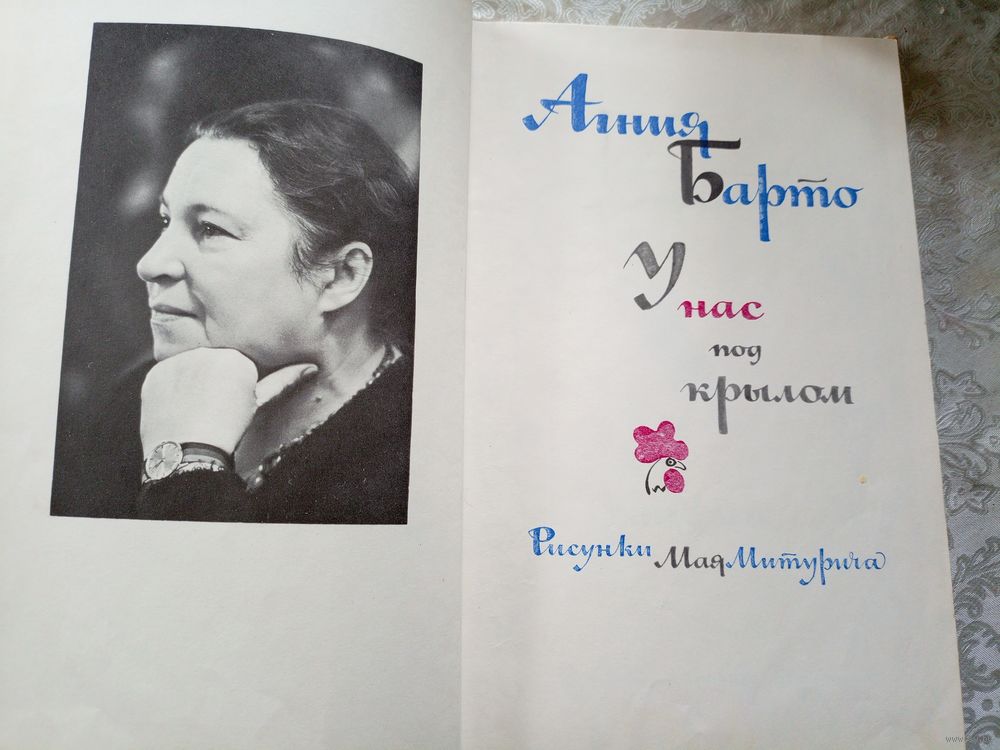 Агния
Барто
У
нас
под
крылом
Рисунки Мая Митурича